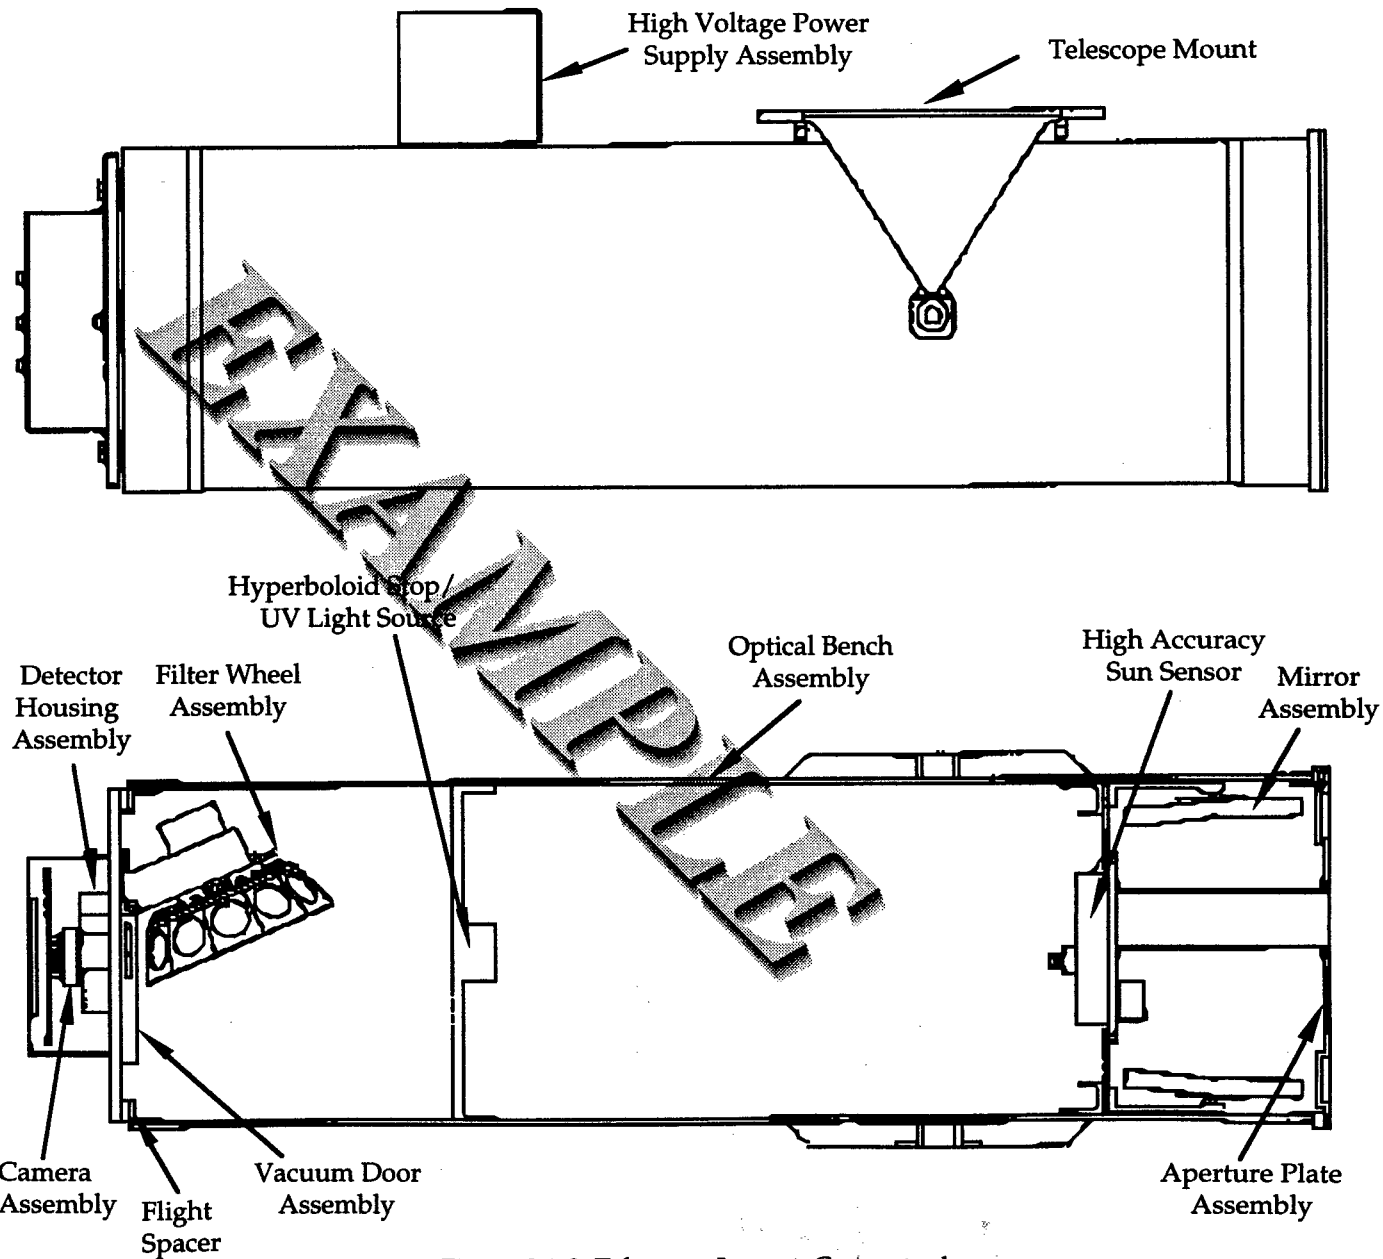 High Voltage Power
Supply Assembly
Telescope Mount
EXAMPLE
Hyperboloid Stop/
UV Light Source
Optical Bench
Assembly
High Accuracy
Sun Sensor
Mirror
Assembly
Detector
Housing
Assembly
Filter Wheel
Assembly
Camera
Assembly
Flight
Spacer
Vacuum Door
Assembly
Aperture Plate
Assembly